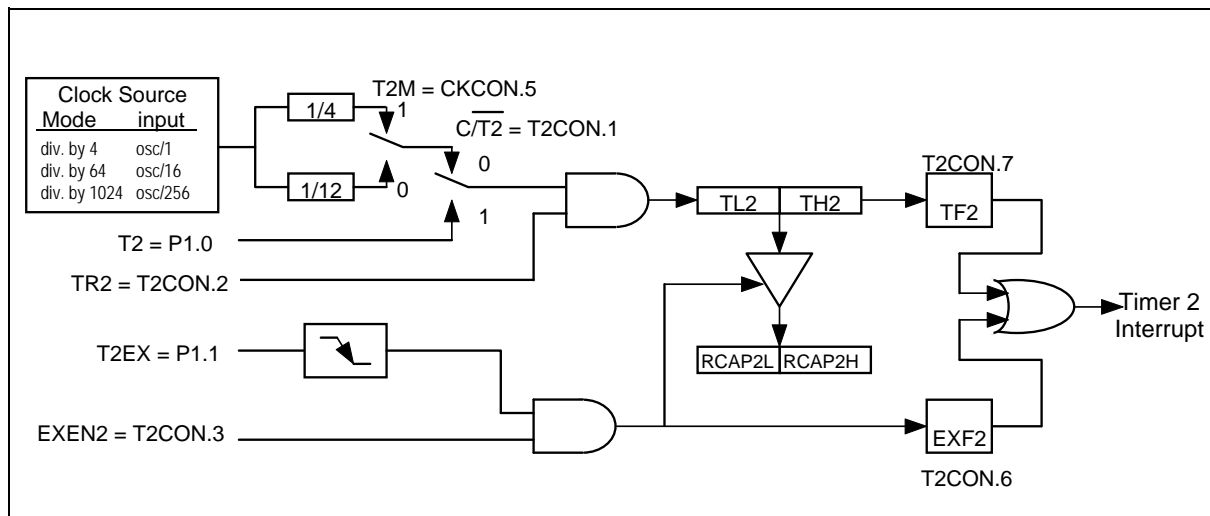 Clock Source
Mode input
div. by 4 osc/1
div. by 64 osc/16
div. by 1024 osc/256
1/4
1/12
T2M = CKCON.5
1
0
C/T2 = T2CON.1
0
1
T2 = P1.0
TR2 = T2CON.2
TL2 TH2
T2CON.7
TF2
Timer 2
Interrupt
T2EX = P1.1
RCAP2L RCAP2H
EXEN2 = T2CON.3
EXF2
T2CON.6